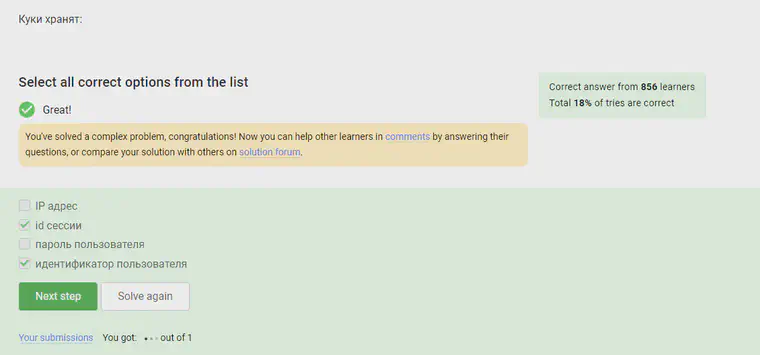 Куки хранят:
Select all correct options from the list
Correct answer from 856 learners
Total 18% of tries are correct
Great!
You've solved a complex problem, congratulations! Now you can help other learners in comments by answering their
questions, or compare your solution with others on solution forum.
IP адрес
id сессии
пароль пользователя
идентификатор пользователя
Next step
Solve again
Your submissions You got: out of 1